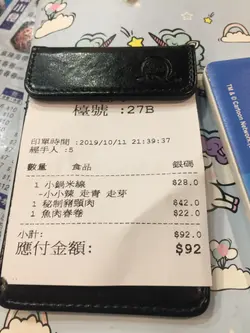 檯號 :27B
印單時間 :2019/10/11 21:39:37
經手人 :5
數量 食品 銀碼
1 小鍋米線 $28.0
-小小辣 走青 走芽
1 秘制豬頸肉 $42.0
1 魚肉春卷 $22.0
小計: $92.0
應付金額: $92
TM & © Cartoon Network